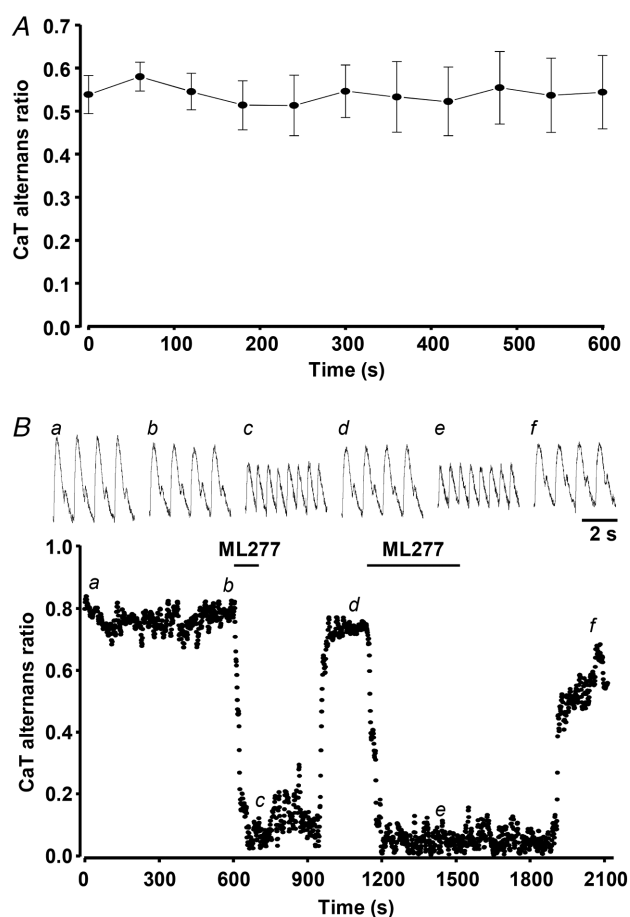 A
CaT alternans ratio
0.7
0.6
0.5
0.4
0.3
0.2
0.1
0.0
0 100 200 300 400 500 600
Time (s)
B
a b c d e f
2 s
ML277 ML277
CaT alternans ratio
1.0
0.8
0.6
0.4
0.2
0.0
a b c d e f
0 300 600 900 1200 1500 1800 2100
Time (s)